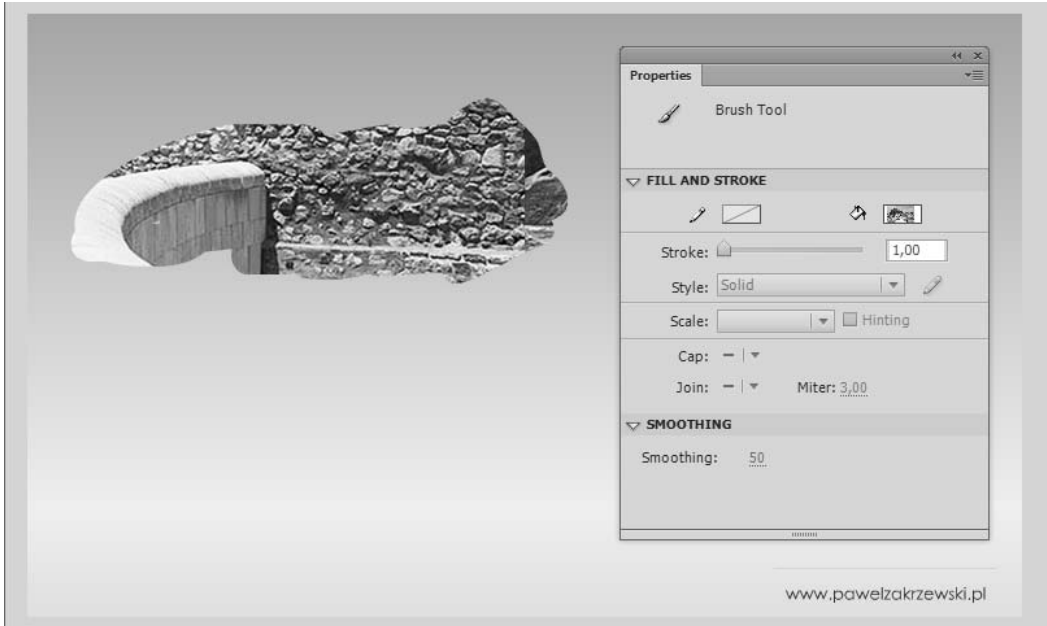 Properties
Brush Tool
FILL AND STROKE
Stroke: 1,00
Style: Solid
Scale: Hinting
Cap:
Join: Miter: 3,00
SMOOTHING
Smoothing: 50
www.pawelzakrzewski.pl